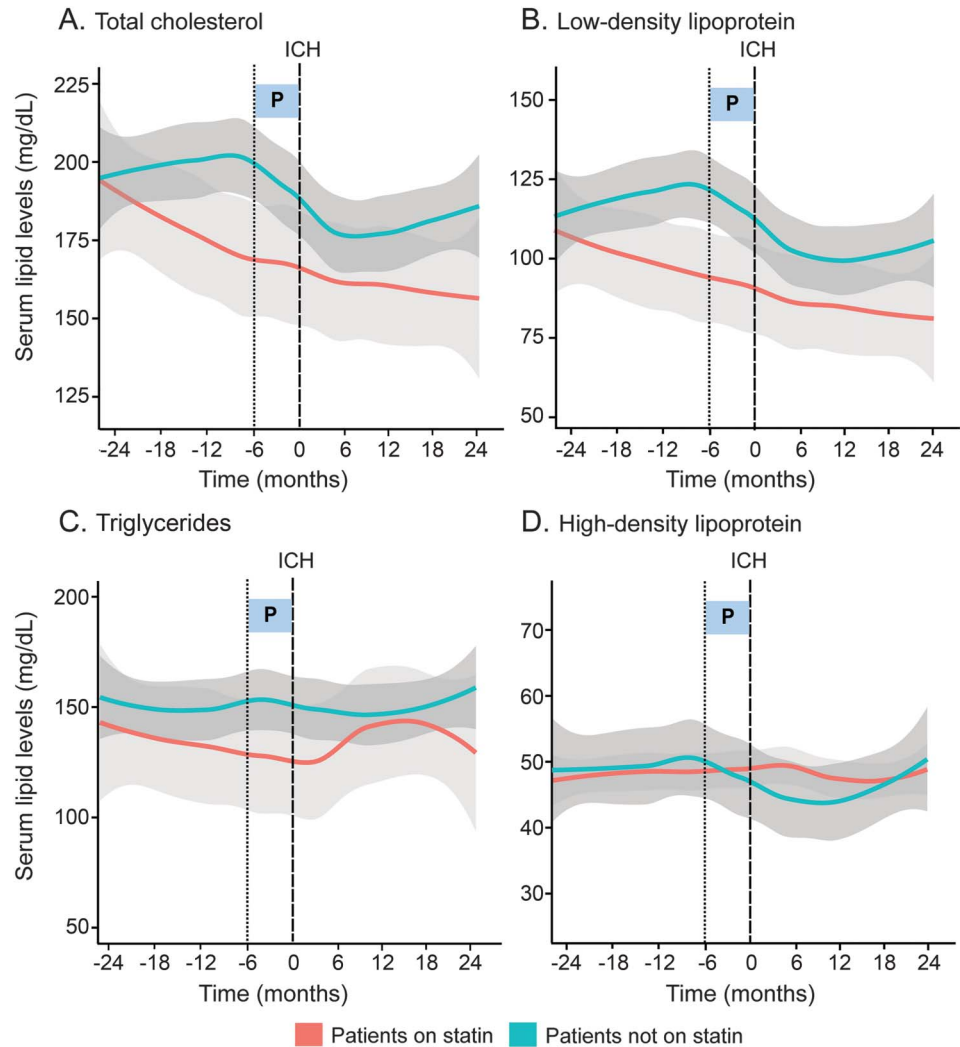 A. Total cholesterol
ICH
P
225
200
175
150
125
Serum lipid levels (mg/dL)
-24 -18 -12 -6 0 6 12 18 24
Time (months)
B. Low-density lipoprotein
ICH
P
150
125
100
75
50
-24 -18 -12 -6 0 6 12 18 24
Time (months)
C. Triglycerides
ICH
P
200
150
100
50
Serum lipid levels (mg/dL)
-24 -18 -12 -6 0 6 12 18 24
Time (months)
D. High-density lipoprotein
ICH
P
70
60
50
40
30
-24 -18 -12 -6 0 6 12 18 24
Time (months)
Patients on statin Patients not on statin